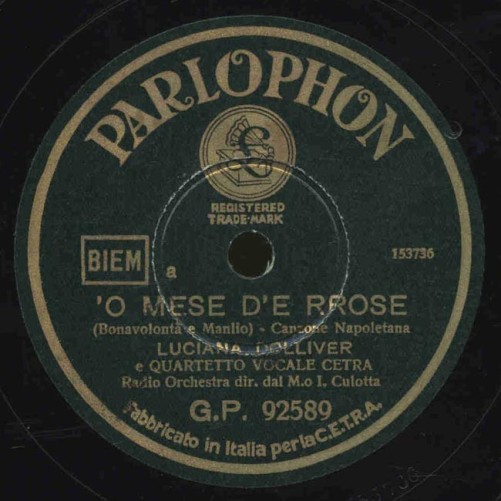 PARLOPHON
£
REGISTERED
TRADE-MARK
BIEM
a
153736
'O MESE D'E RROSE
(Bonavolontà e Manlio) - Canzone Napoletana
LUCIANA DOLLIVER
e QUARTETTO VOCALE CETRA
Radio Orchestra dir. dal M.o I. Culotta
G.P. 92589
Fabbricato in Italia per la C.E.T.R.A.